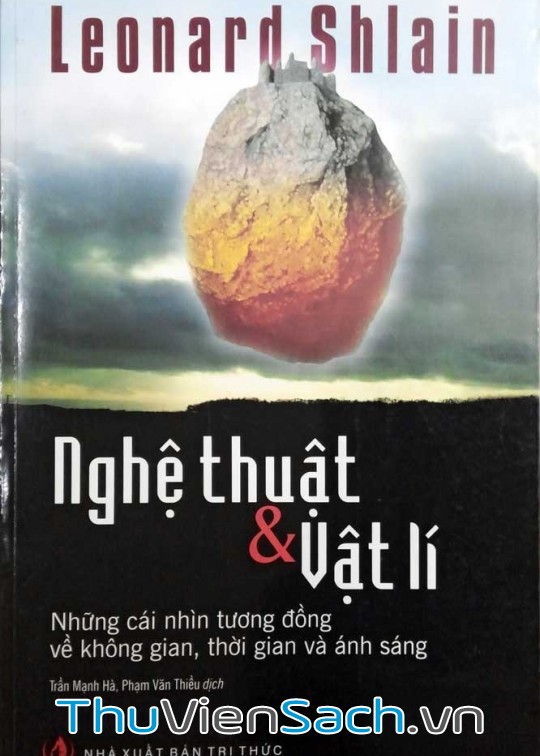 Leonard Shlain
Nghệ thuật
& Vật lí
Những cái nhìn tương đồng
về không gian, thời gian và ánh sáng
Trần Mạnh Hà, Phạm Văn Thiều dịch
ThuVienSach.vn
NHÀ XUẤT BẢN TRI THỨC